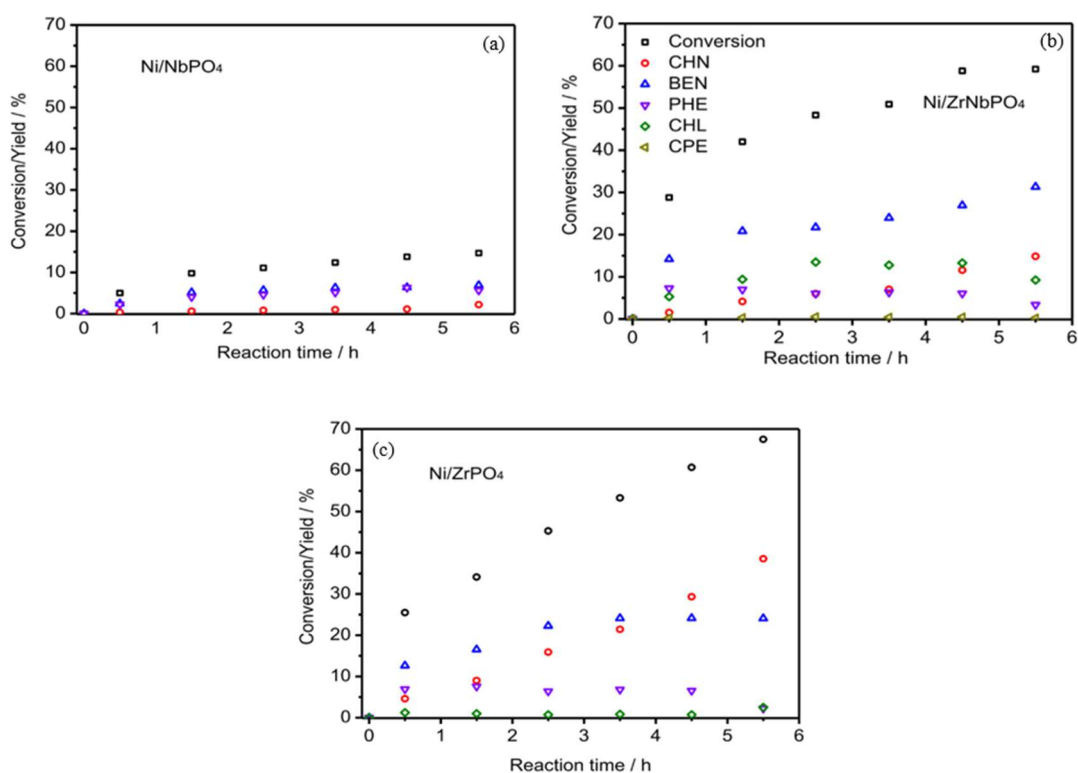 70
60
50
40
30
20
10
0
Conversion/Yield / %
(a)
Ni/NbPO₄
0 1 2 3 4 5 6
Reaction time / h
70
60
50
40
30
20
10
0
Conversion/Yield / %
(b)
Conversion
CHN
BEN
PHE
CHL
CPE
Ni/ZrNbPO₄
0 1 2 3 4 5 6
Reaction time / h
70
60
50
40
30
20
10
0
Conversion/Yield / %
(c)
Ni/ZrPO₄
0 1 2 3 4 5 6
Reaction time / h